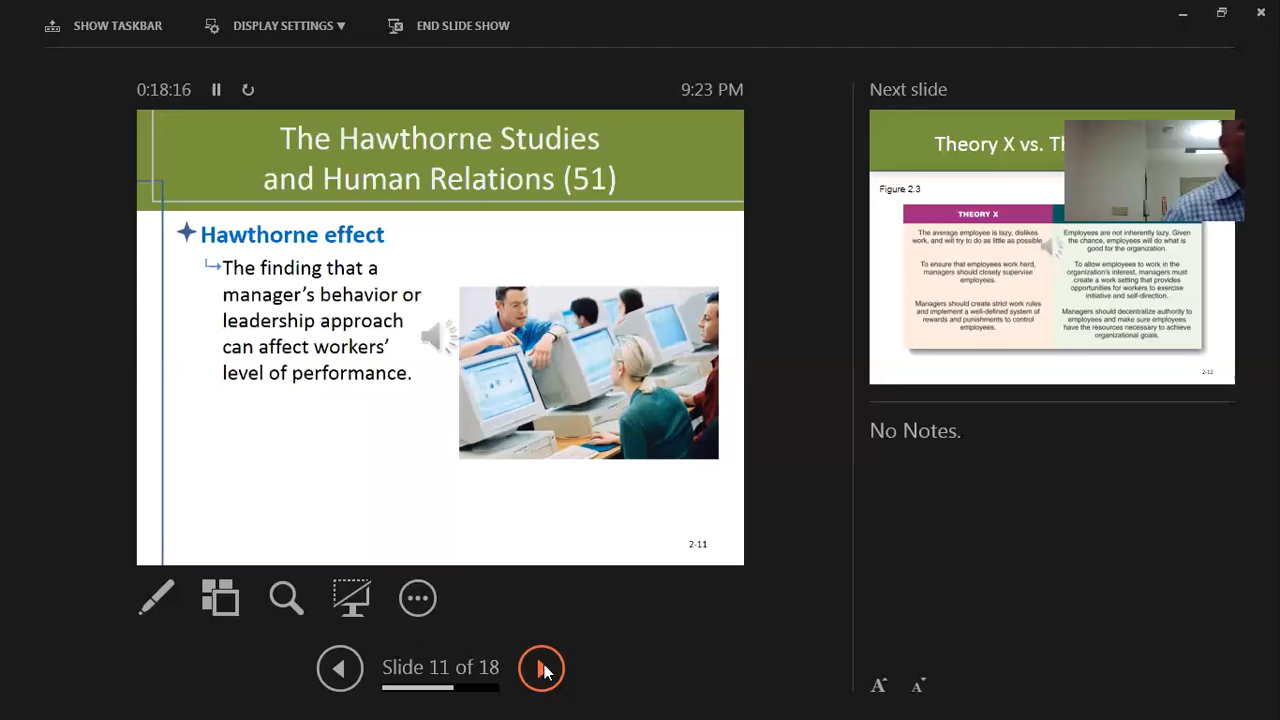 SHOW TASKBAR
DISPLAY SETTINGS ▼
END SLIDE SHOW
0:18:16
9:23 PM
The Hawthorne Studies
and Human Relations (51)
Hawthorne effect
The finding that a
manager's behavior or
leadership approach
can affect workers'
level of performance.
2-11
Slide 11 of 18
Next slide
Theory X vs.
Figure 2.3
THEORY X
The average employee is lazy, dislikes
work, and will try to do as little as possible.
To ensure that employees work hard,
managers should closely supervise
employees.
Managers should create strict work rules
and implement a well-defined system of
rewards and punishments to control
employees.
Employees are not inherently lazy. Given
the chance, employees will do what is
good for the organization.
To allow employees to work in the
organization's interest, managers must
create a work setting that provides
opportunities for workers to exercise
initiative and self-direction.
Managers should decentralize authority to
employees and make sure employees
have the resources necessary to achieve
organizational goals.
2-12
No Notes.
A
A